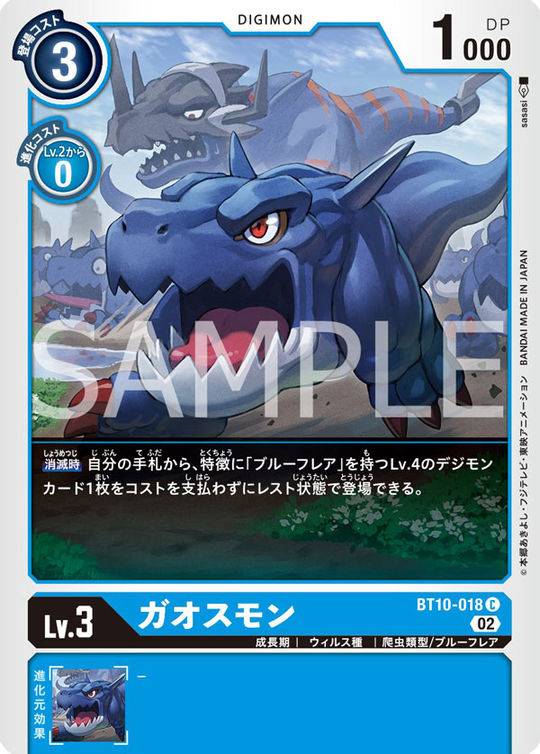 登場コスト
3
DIGIMON
1000
DP
進化コスト
Lv.2から
0
sasasi
SAMPLE
© 本郷あきよし・フジテレビ・東映アニメーション BANDAI MADE IN JAPAN
消滅時 自分の手札から、特徴に「ブルーフレア」を持つLv.4のデジモン
カード1枚をコストを支払わずにレスト状態で登場できる。
Lv.3
ガオスモン
BT10-018 C
02
成長期 | ウィルス種 | 爬虫類型/ブルーフレア
進化元効果
–